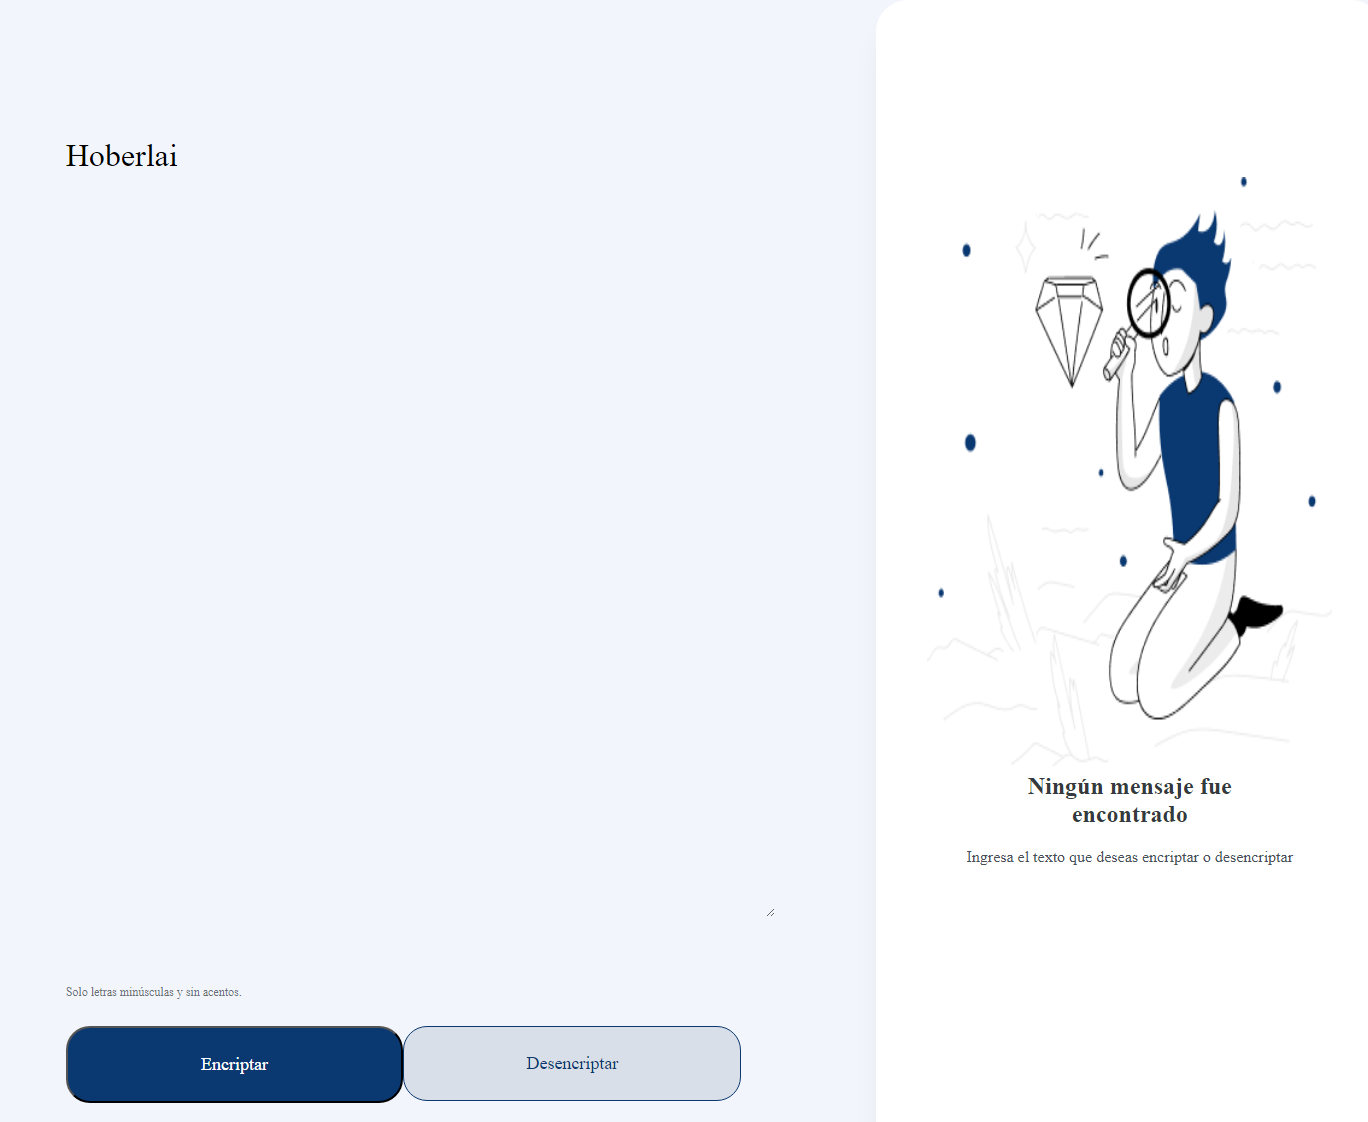 Hoberlai
Ningún mensaje fue
encontrado
Ingresa el texto que deseas encriptar o desencriptar
Solo letras minúsculas y sin acentos.
Encriptar
Desencriptar